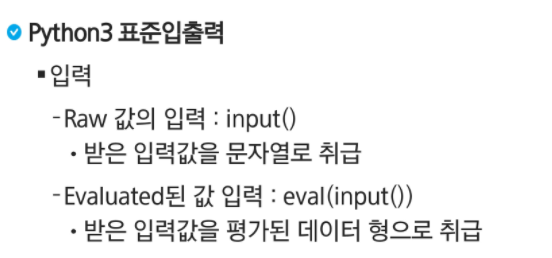 Python3 표준입출력
▪입력
-Raw 값의 입력 : input()
• 받은 입력값을 문자열로 취급
-Evaluated된 값 입력 : eval(input())
• 받은 입력값을 평가된 데이터 형으로 취급